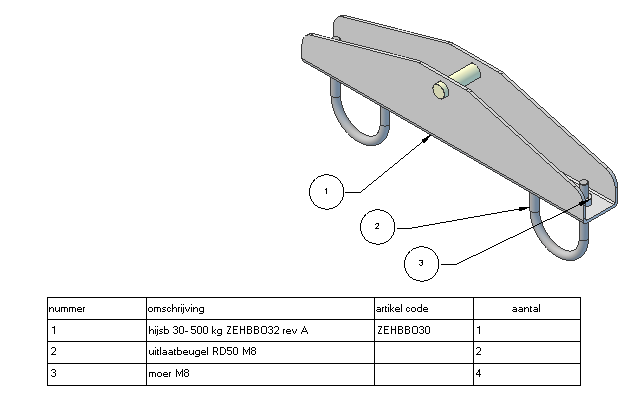 1
2
3
nummer omschrijving artikel code aantal
1 hijsb 30-500 kg ZEHBBO32 rev A ZEHBBO30 1
2 uitlaatbeugel RD50 M8 2
3 moer M8 4